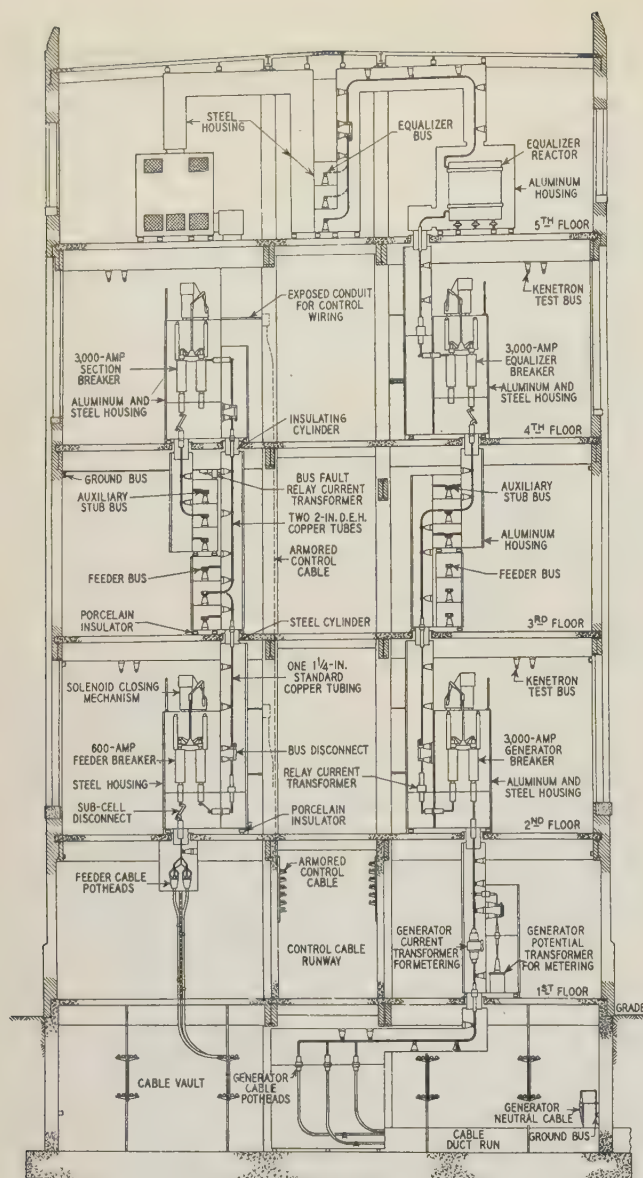 STEEL
HOUSING
EQUALIZER
BUS
EQUALIZER
REACTOR
ALUMINUM
HOUSING
5TH FLOOR
EXPOSED CONDUIT
FOR CONTROL
WIRING
KENETRON
TEST BUS
3,000-AMP
SECTION
BREAKER
ALUMINUM AND
STEEL HOUSING
3,000-AMP
EQUALIZER
BREAKER
ALUMINUM AND
STEEL HOUSING
INSULATING
CYLINDER
4TH FLOOR
GROUND BUS
AUXILIARY
STUB BUS
BUS FAULT
RELAY CURRENT
TRANSFORMER
TWO 2-IN. D.E.H.
COPPER TUBES
AUXILIARY
STUB BUS
ALUMINUM
HOUSING
FEEDER BUS
ARMORED
CONTROL
CABLE
FEEDER BUS
PORCELAIN
INSULATOR
STEEL CYLINDER
3RD FLOOR
SOLENOID CLOSING
MECHANISM
ONE 1 1/4-IN.
STANDARD
COPPER TUBING
KENETRON
TEST BUS
600-AMP
FEEDER BREAKER
STEEL HOUSING
BUS DISCONNECT
RELAY CURRENT
TRANSFORMER
3,000-AMP
GENERATOR
BREAKER
ALUMINUM AND
STEEL HOUSING
SUB-CELL
DISCONNECT
PORCELAIN
INSULATOR
2ND FLOOR
FEEDER CABLE
POTHEADS
ARMORED
CONTROL
CABLE
CONTROL CABLE
RUNWAY
GENERATOR
CURRENT
TRANSFORMER
FOR METERING
GENERATOR
POTENTIAL
TRANSFORMER
FOR METERING
1ST FLOOR
GRADE
CABLE VAULT
GENERATOR
CABLE
POTHEADS
CABLE
DUCT RUN
GENERATOR
NEUTRAL CABLE
GROUND BUS